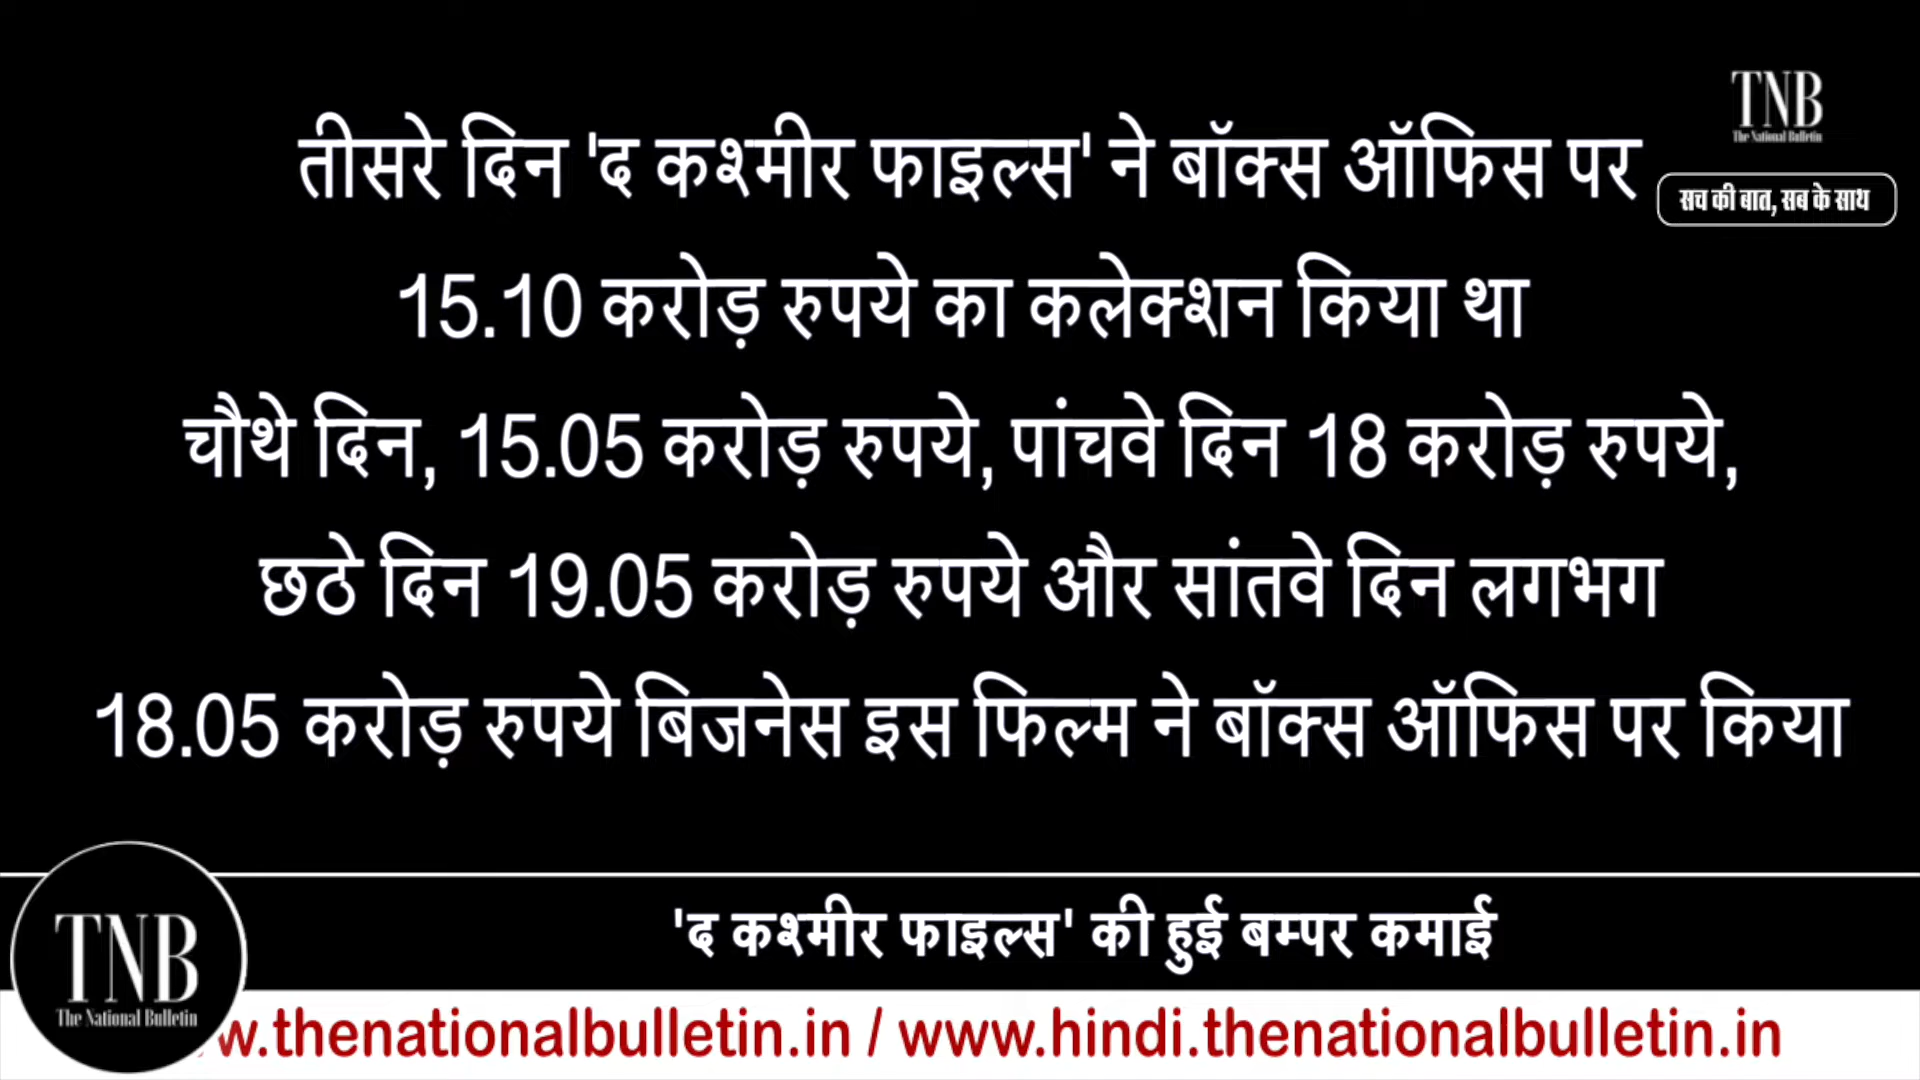 TNB
The National Bulletin
सच की बात, सब के साथ
तीसरे दिन 'द कश्मीर फाइल्स' ने बॉक्स ऑफिस पर
15.10 करोड़ रुपये का कलेक्शन किया था
चौथे दिन, 15.05 करोड़ रुपये, पांचवे दिन 18 करोड़ रुपये,
छठे दिन 19.05 करोड़ रुपये और सांतवे दिन लगभग
18.05 करोड़ रुपये बिजनेस इस फिल्म ने बॉक्स ऑफिस पर किया
'द कश्मीर फाइल्स' की हुई बम्पर कमाई
TNB
The National Bulletin
w.thenationalbulletin.in / www.hindi.thenationalbulletin.in